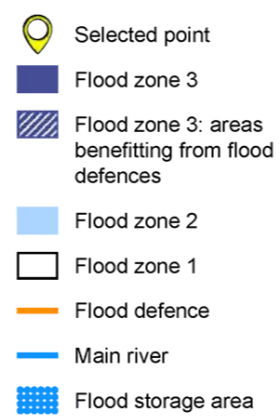 Selected point
Flood zone 3
Flood zone 3: areas
benefitting from flood
defences
Flood zone 2
Flood zone 1
Flood defence
Main river
Flood storage area